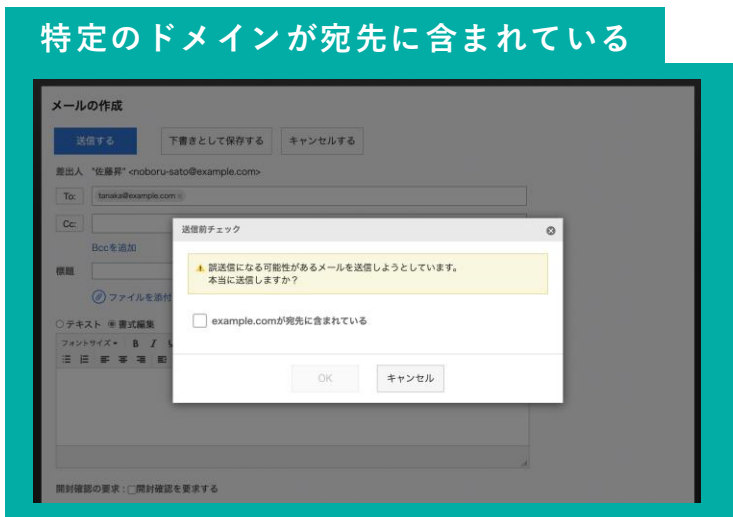 特定のドメインが宛先に含まれている
メールの作成
送信する 下書きとして保存する キャンセルする
差出人 "佐藤昇" <noboru-sato@example.com>
To: tanaka@example.com ×
Cc:
Bccを追加
標題
ファイルを添付
テキスト 書式編集
フォントサイズ B I U
送信前チェック
誤送信になる可能性があるメールを送信しようとしています。
本当に送信しますか？
example.comが宛先に含まれている
OK キャンセル
開封確認の要求 : 開封確認を要求する